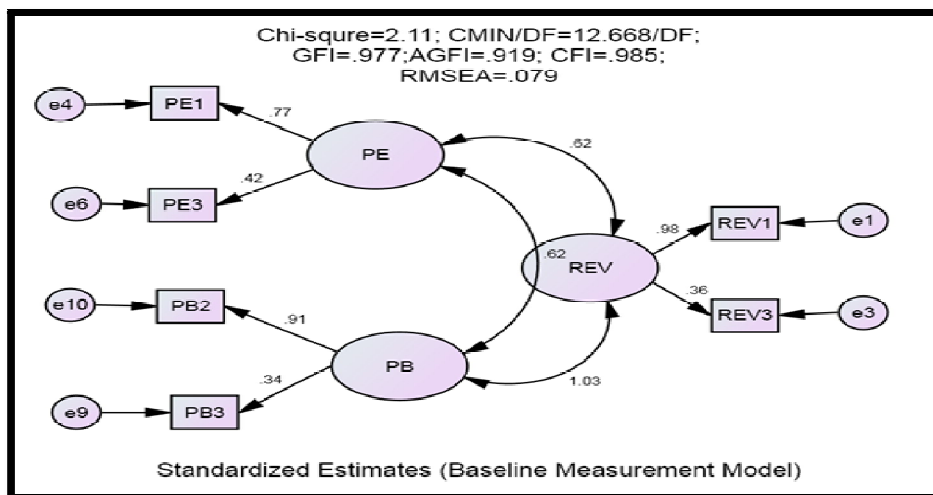 Chi-squre=2.11; CMIN/DF=12.668/DF;
GFI=.977;AGFI=.919; CFI=.985;
RMSEA=.079
e4
PE1
.77
PE
.62
.42
e6
PE3
REV1
e1
.98
.62
REV
.36
REV3
e3
e10
PB2
.91
PB
.34
1.03
e9
PB3
Standardized Estimates (Baseline Measurement Model)